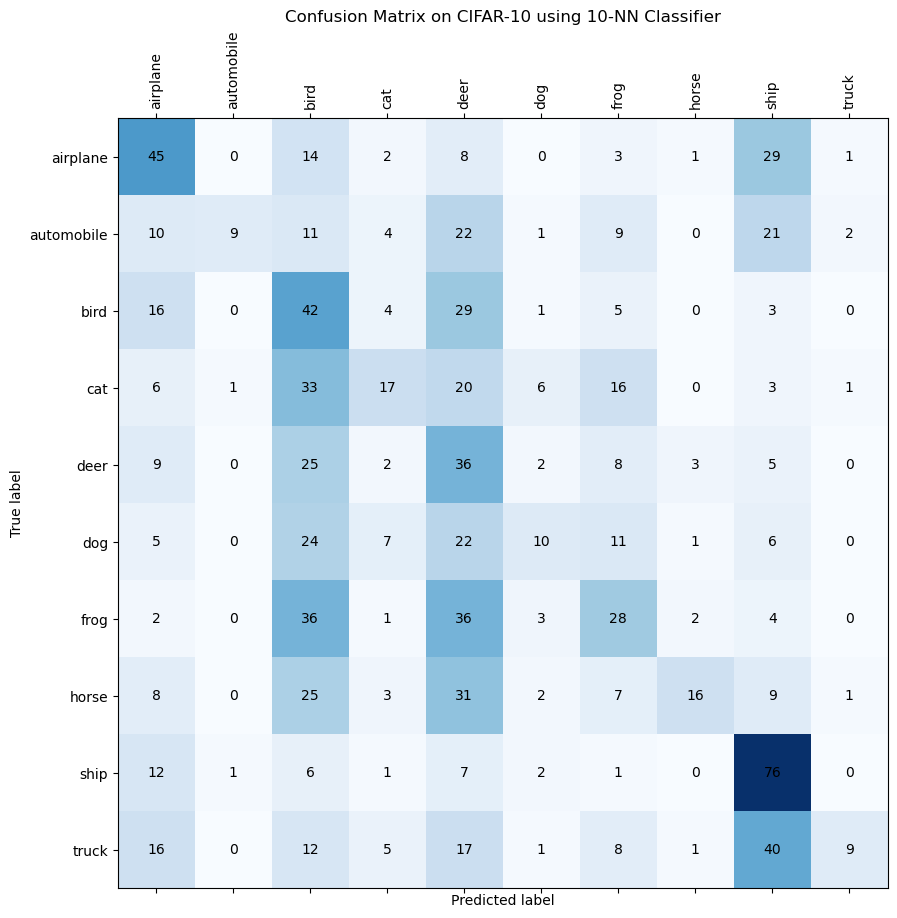 Confusion Matrix on CIFAR-10 using 10-NN Classifier
airplane automobile bird cat deer dog frog horse ship truck
airplane 45 0 14 2 8 0 3 1 29 1
automobile 10 9 11 4 22 1 9 0 21 2
bird 16 0 42 4 29 1 5 0 3 0
cat 6 1 33 17 20 6 16 0 3 1
deer 9 0 25 2 36 2 8 3 5 0
dog 5 0 24 7 22 10 11 1 6 0
frog 2 0 36 1 36 3 28 2 4 0
horse 8 0 25 3 31 2 7 16 9 1
ship 12 1 6 1 7 2 1 0 76 0
truck 16 0 12 5 17 1 8 1 40 9
True label
Predicted label